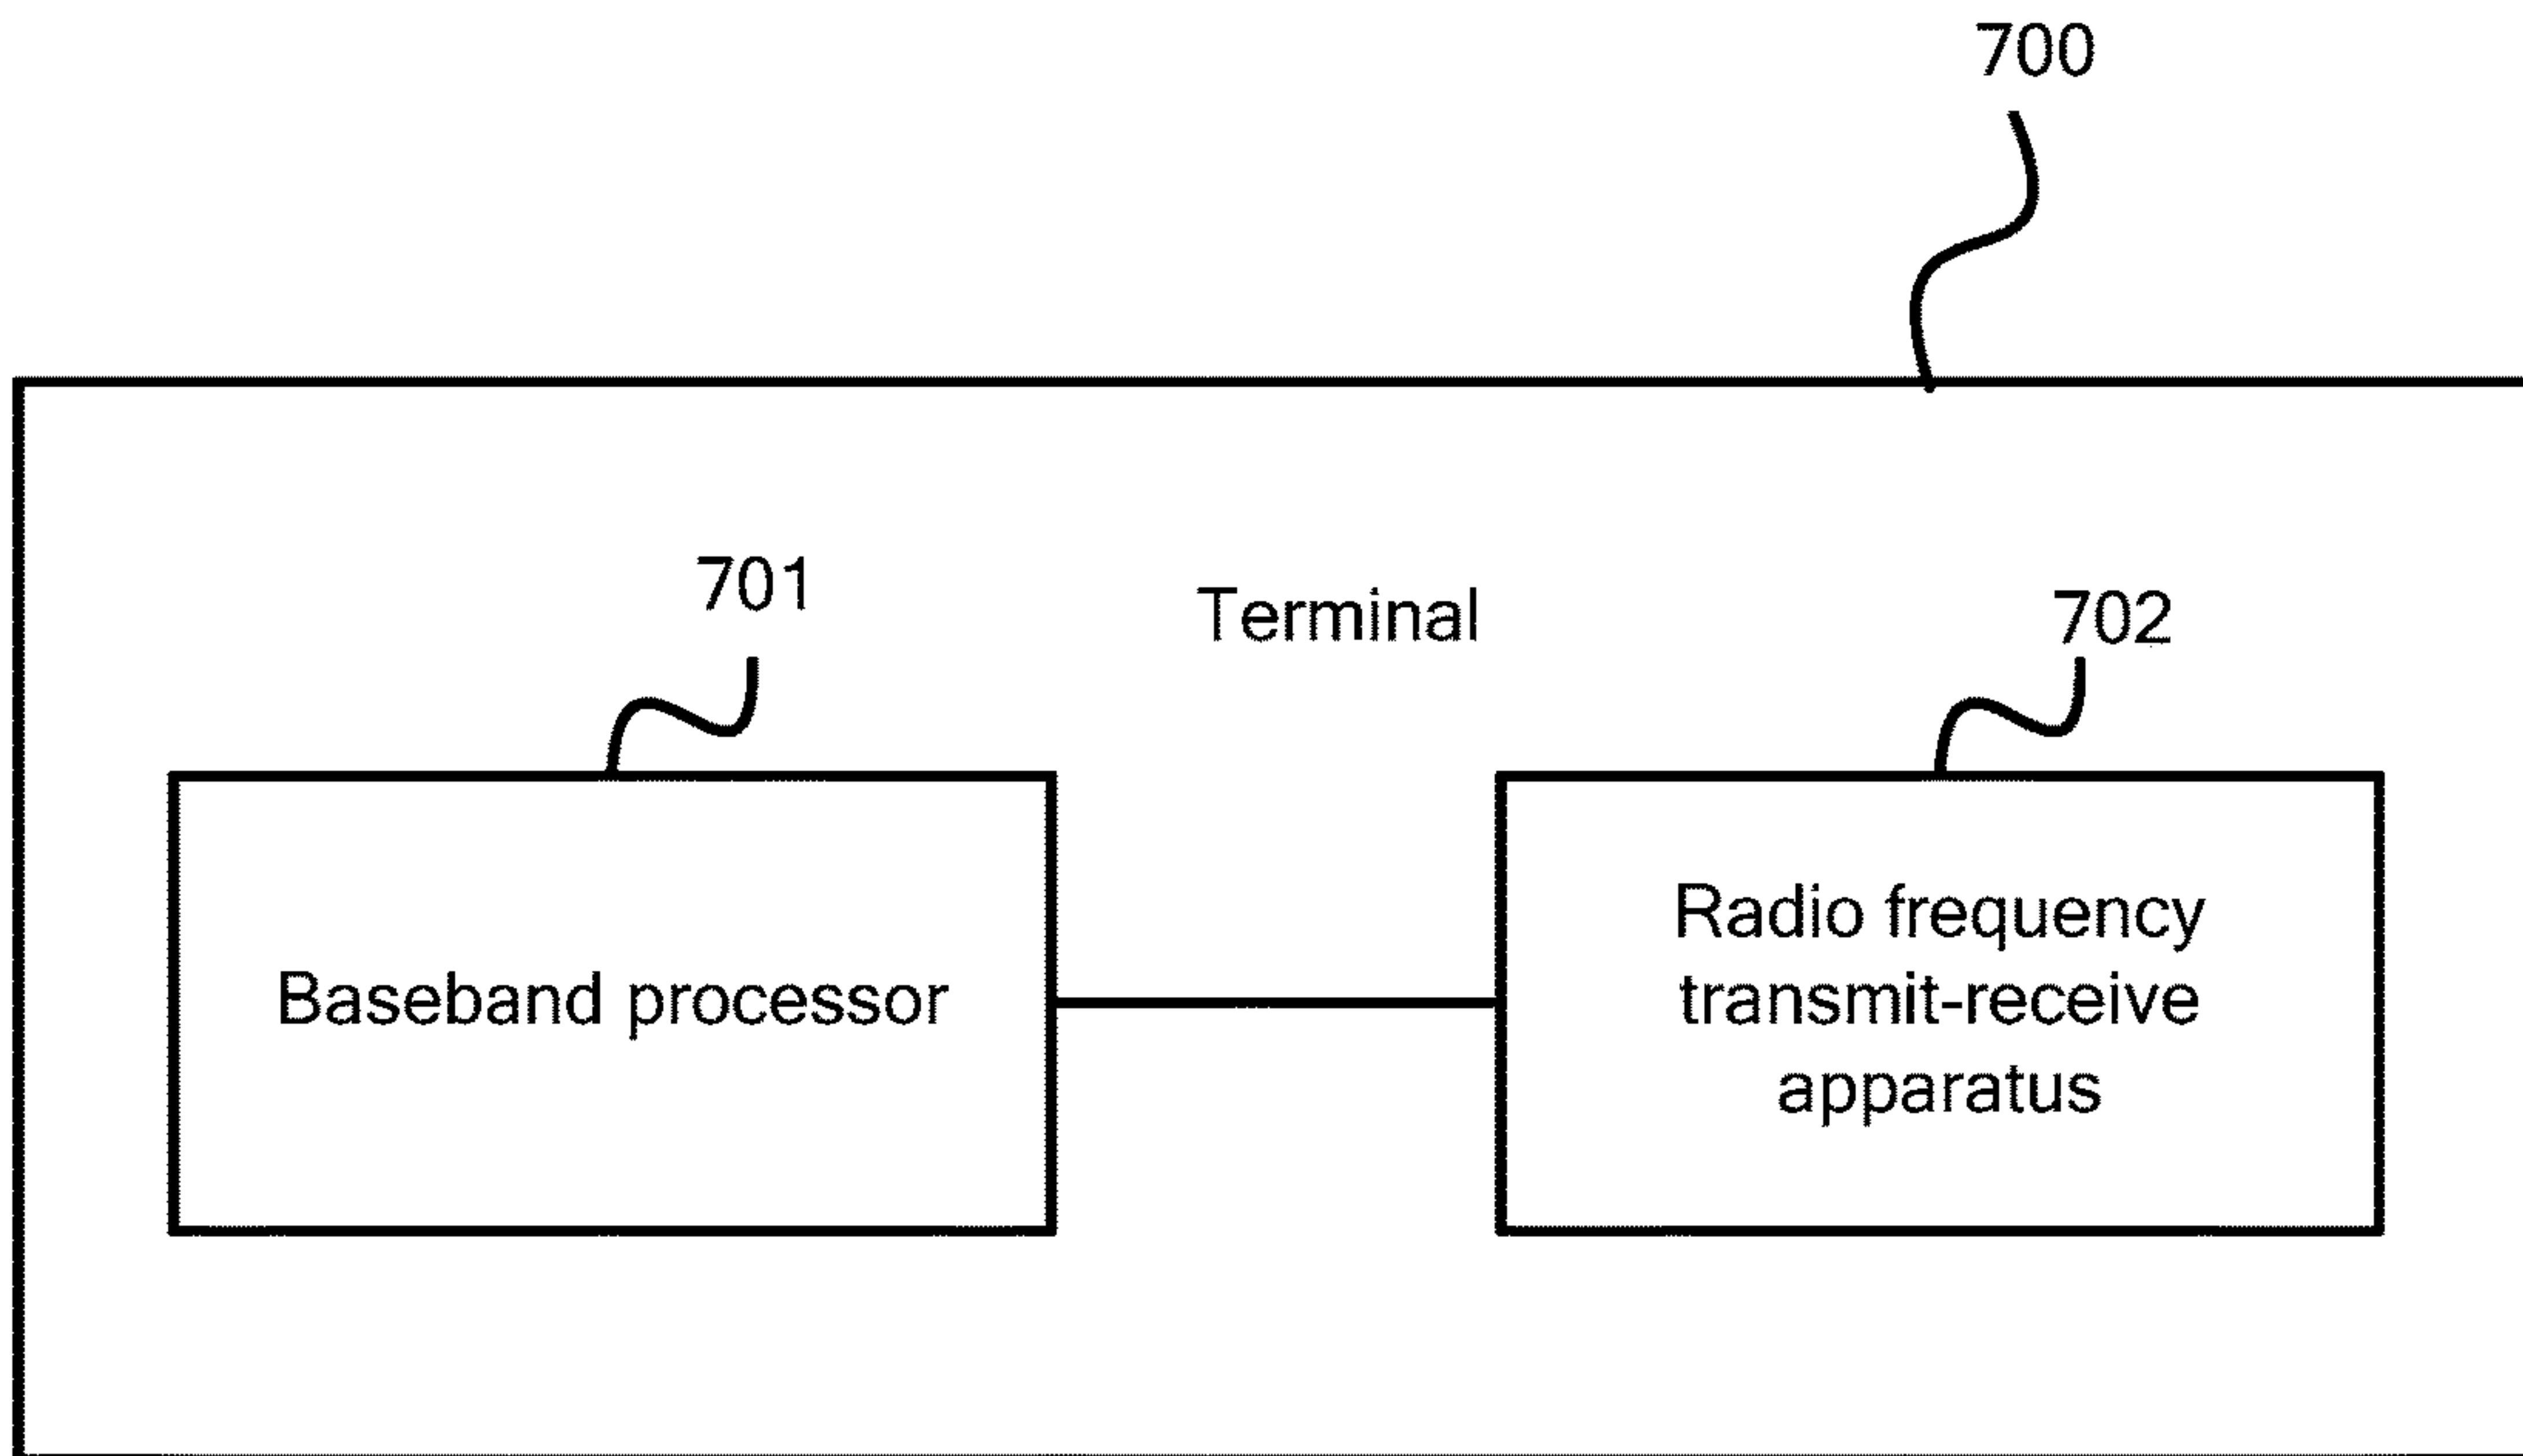 700
701
Terminal
702
Baseband processor
Radio frequency
transmit-receive
apparatus